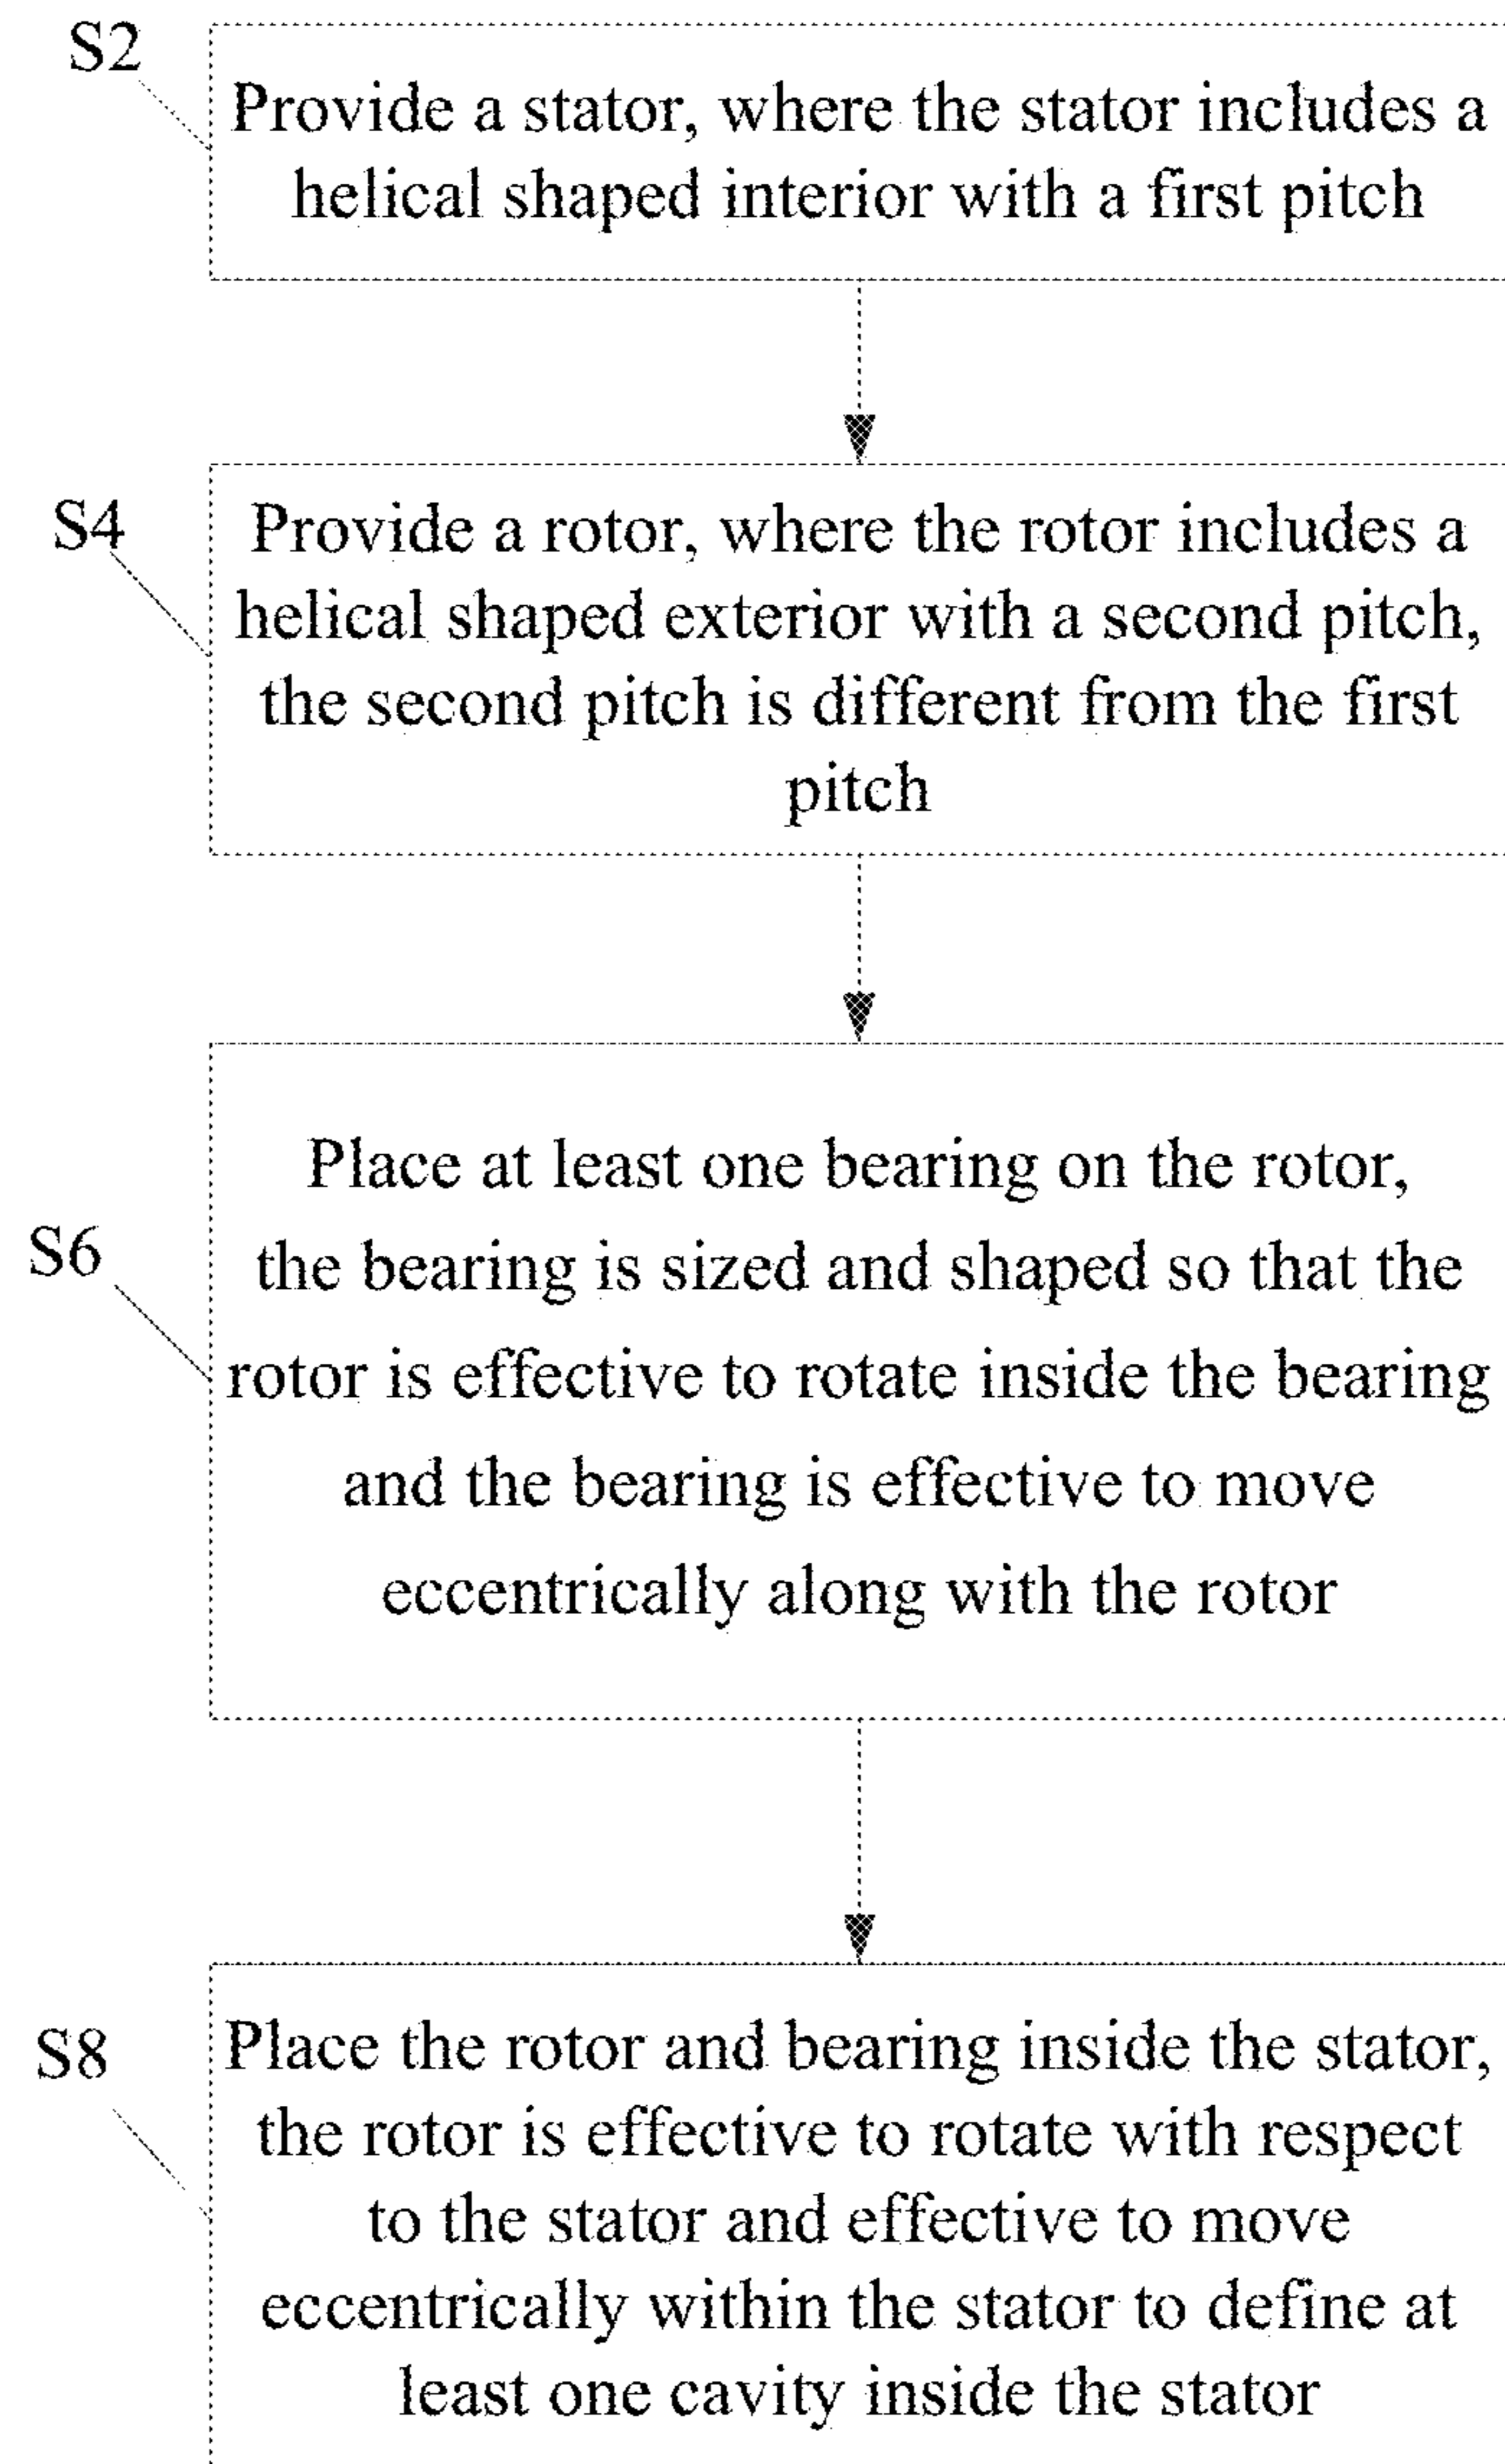 S2
Provide a stator, where the stator includes a
helical shaped interior with a first pitch
S4
Provide a rotor, where the rotor includes a
helical shaped exterior with a second pitch,
the second pitch is different from the first
pitch
S6
Place at least one bearing on the rotor,
the bearing is sized and shaped so that the
rotor is effective to rotate inside the bearing
and the bearing is effective to move
eccentrically along with the rotor
S8
Place the rotor and bearing inside the stator,
the rotor is effective to rotate with respect
to the stator and effective to move
eccentrically within the stator to define at
least one cavity inside the stator